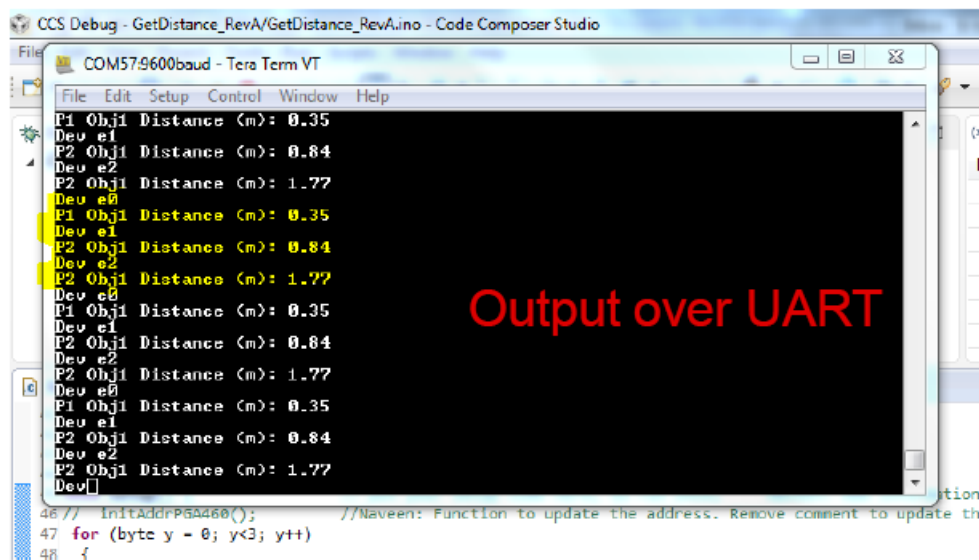 CCS Debug - GetDistance_RevA/GetDistance_RevA.ino - Code Composer Studio
File
COM57:9600baud - Tera Term VT
File Edit Setup Control Window Help
P1 Obj1 Distance (m): 0.35
Dev e1
P2 Obj1 Distance (m): 0.84
Dev e2
P2 Obj1 Distance (m): 1.77
Dev e0
P1 Obj1 Distance (m): 0.35
Dev e1
P2 Obj1 Distance (m): 0.84
Dev e2
P2 Obj1 Distance (m): 1.77
Dev e0
P1 Obj1 Distance (m): 0.35
Dev e1
P2 Obj1 Distance (m): 0.84
Dev e2
P2 Obj1 Distance (m): 1.77
Dev e0
P1 Obj1 Distance (m): 0.35
Dev e1
P2 Obj1 Distance (m): 0.84
Dev e2
P2 Obj1 Distance (m): 1.77
Dev
Output over UART
46 // initAddrPGA460(); //Naveen: Function to update the address. Remove comment to update th
47 for (byte y = 0; y<3; y++)
48 {